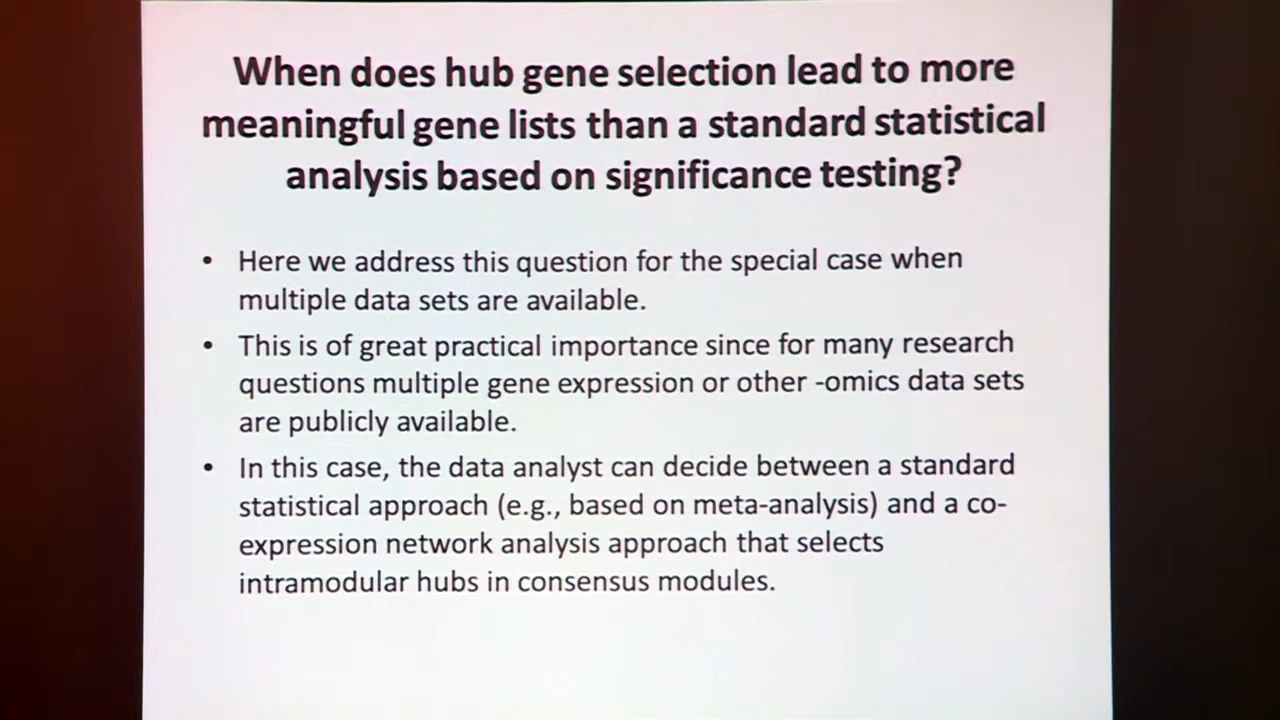 When does hub gene selection lead to more
meaningful gene lists than a standard statistical
analysis based on significance testing?
• Here we address this question for the special case when
multiple data sets are available.
• This is of great practical importance since for many research
questions multiple gene expression or other -omics data sets
are publicly available.
• In this case, the data analyst can decide between a standard
statistical approach (e.g., based on meta-analysis) and a co-
expression network analysis approach that selects
intramodular hubs in consensus modules.